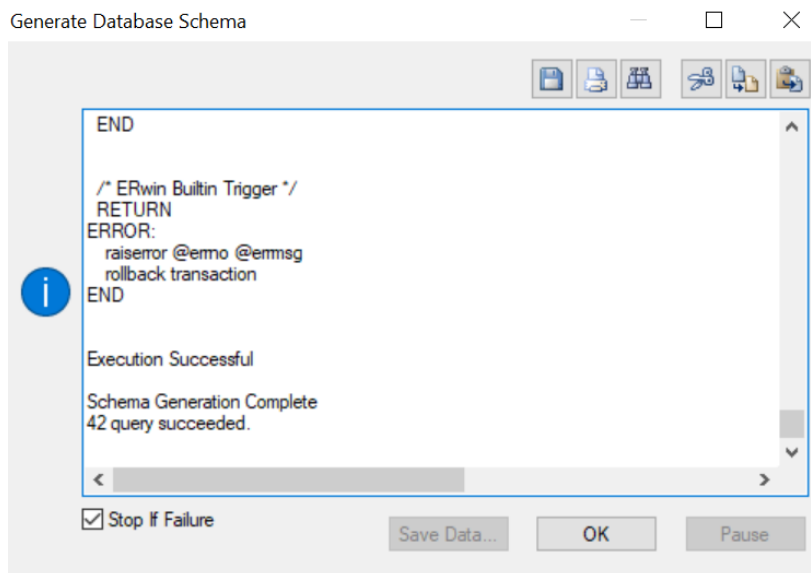 Generate Database Schema
END
/* ERwin Builtin Trigger */
RETURN
ERROR:
raiserror @errno @errmsg
rollback transaction
END
Execution Successful
Schema Generation Complete
42 query succeeded.
Stop If Failure
Save Data...
OK
Pause